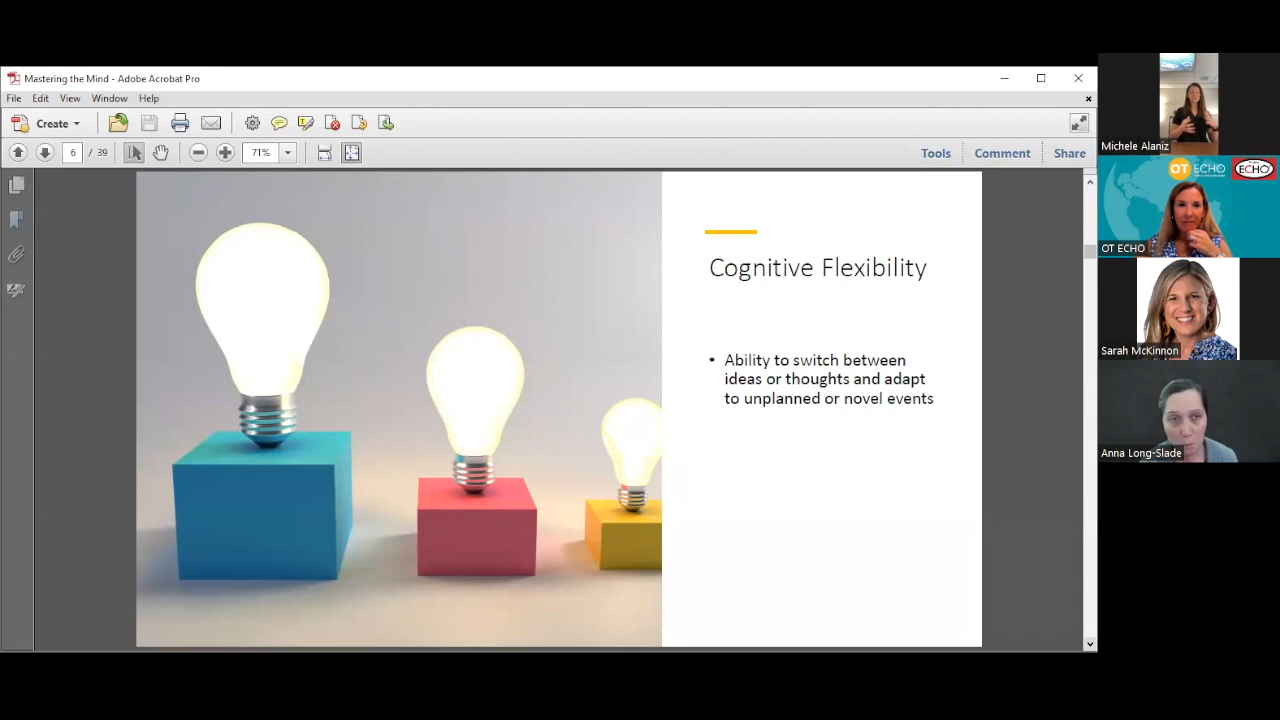 Mastering the Mind - Adobe Acrobat Pro
File Edit View Window Help
Create
6 / 39
71%
Tools Comment Share
Cognitive Flexibility
• Ability to switch between
ideas or thoughts and adapt
to unplanned or novel events
Michele Alaniz
OT ECHO
ECHO
OT ECHO
Sarah McKinnon
Anna Long-Slade